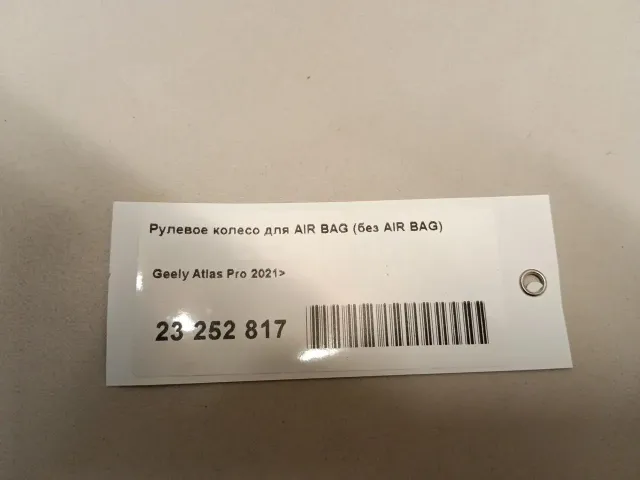 Рулевое колесо для AIR BAG (без AIR BAG)
Geely Atlas Pro 2021>
23 252 817